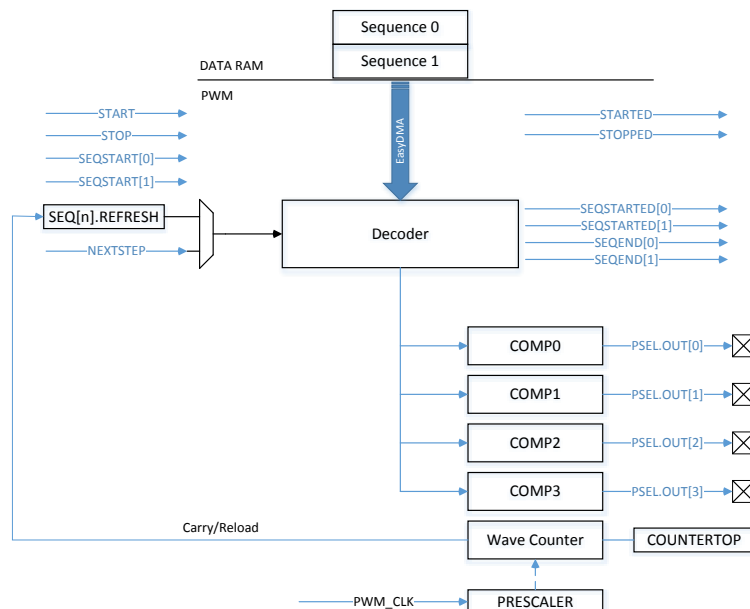 Sequence 0
Sequence 1
DATA RAM
PWM
START
STOP
SEQSTART[0]
SEQSTART[1]
EasyDMA
STARTED
STOPPED
SEQ[n].REFRESH
NEXTSTEP
Decoder
SEQSTARTED[0]
SEQSTARTED[1]
SEQEND[0]
SEQEND[1]
COMP0
PSEL.OUT[0]
COMP1
PSEL.OUT[1]
COMP2
PSEL.OUT[2]
COMP3
PSEL.OUT[3]
Carry/Reload
Wave Counter
COUNTERTOP
PWM_CLK
PRESCALER